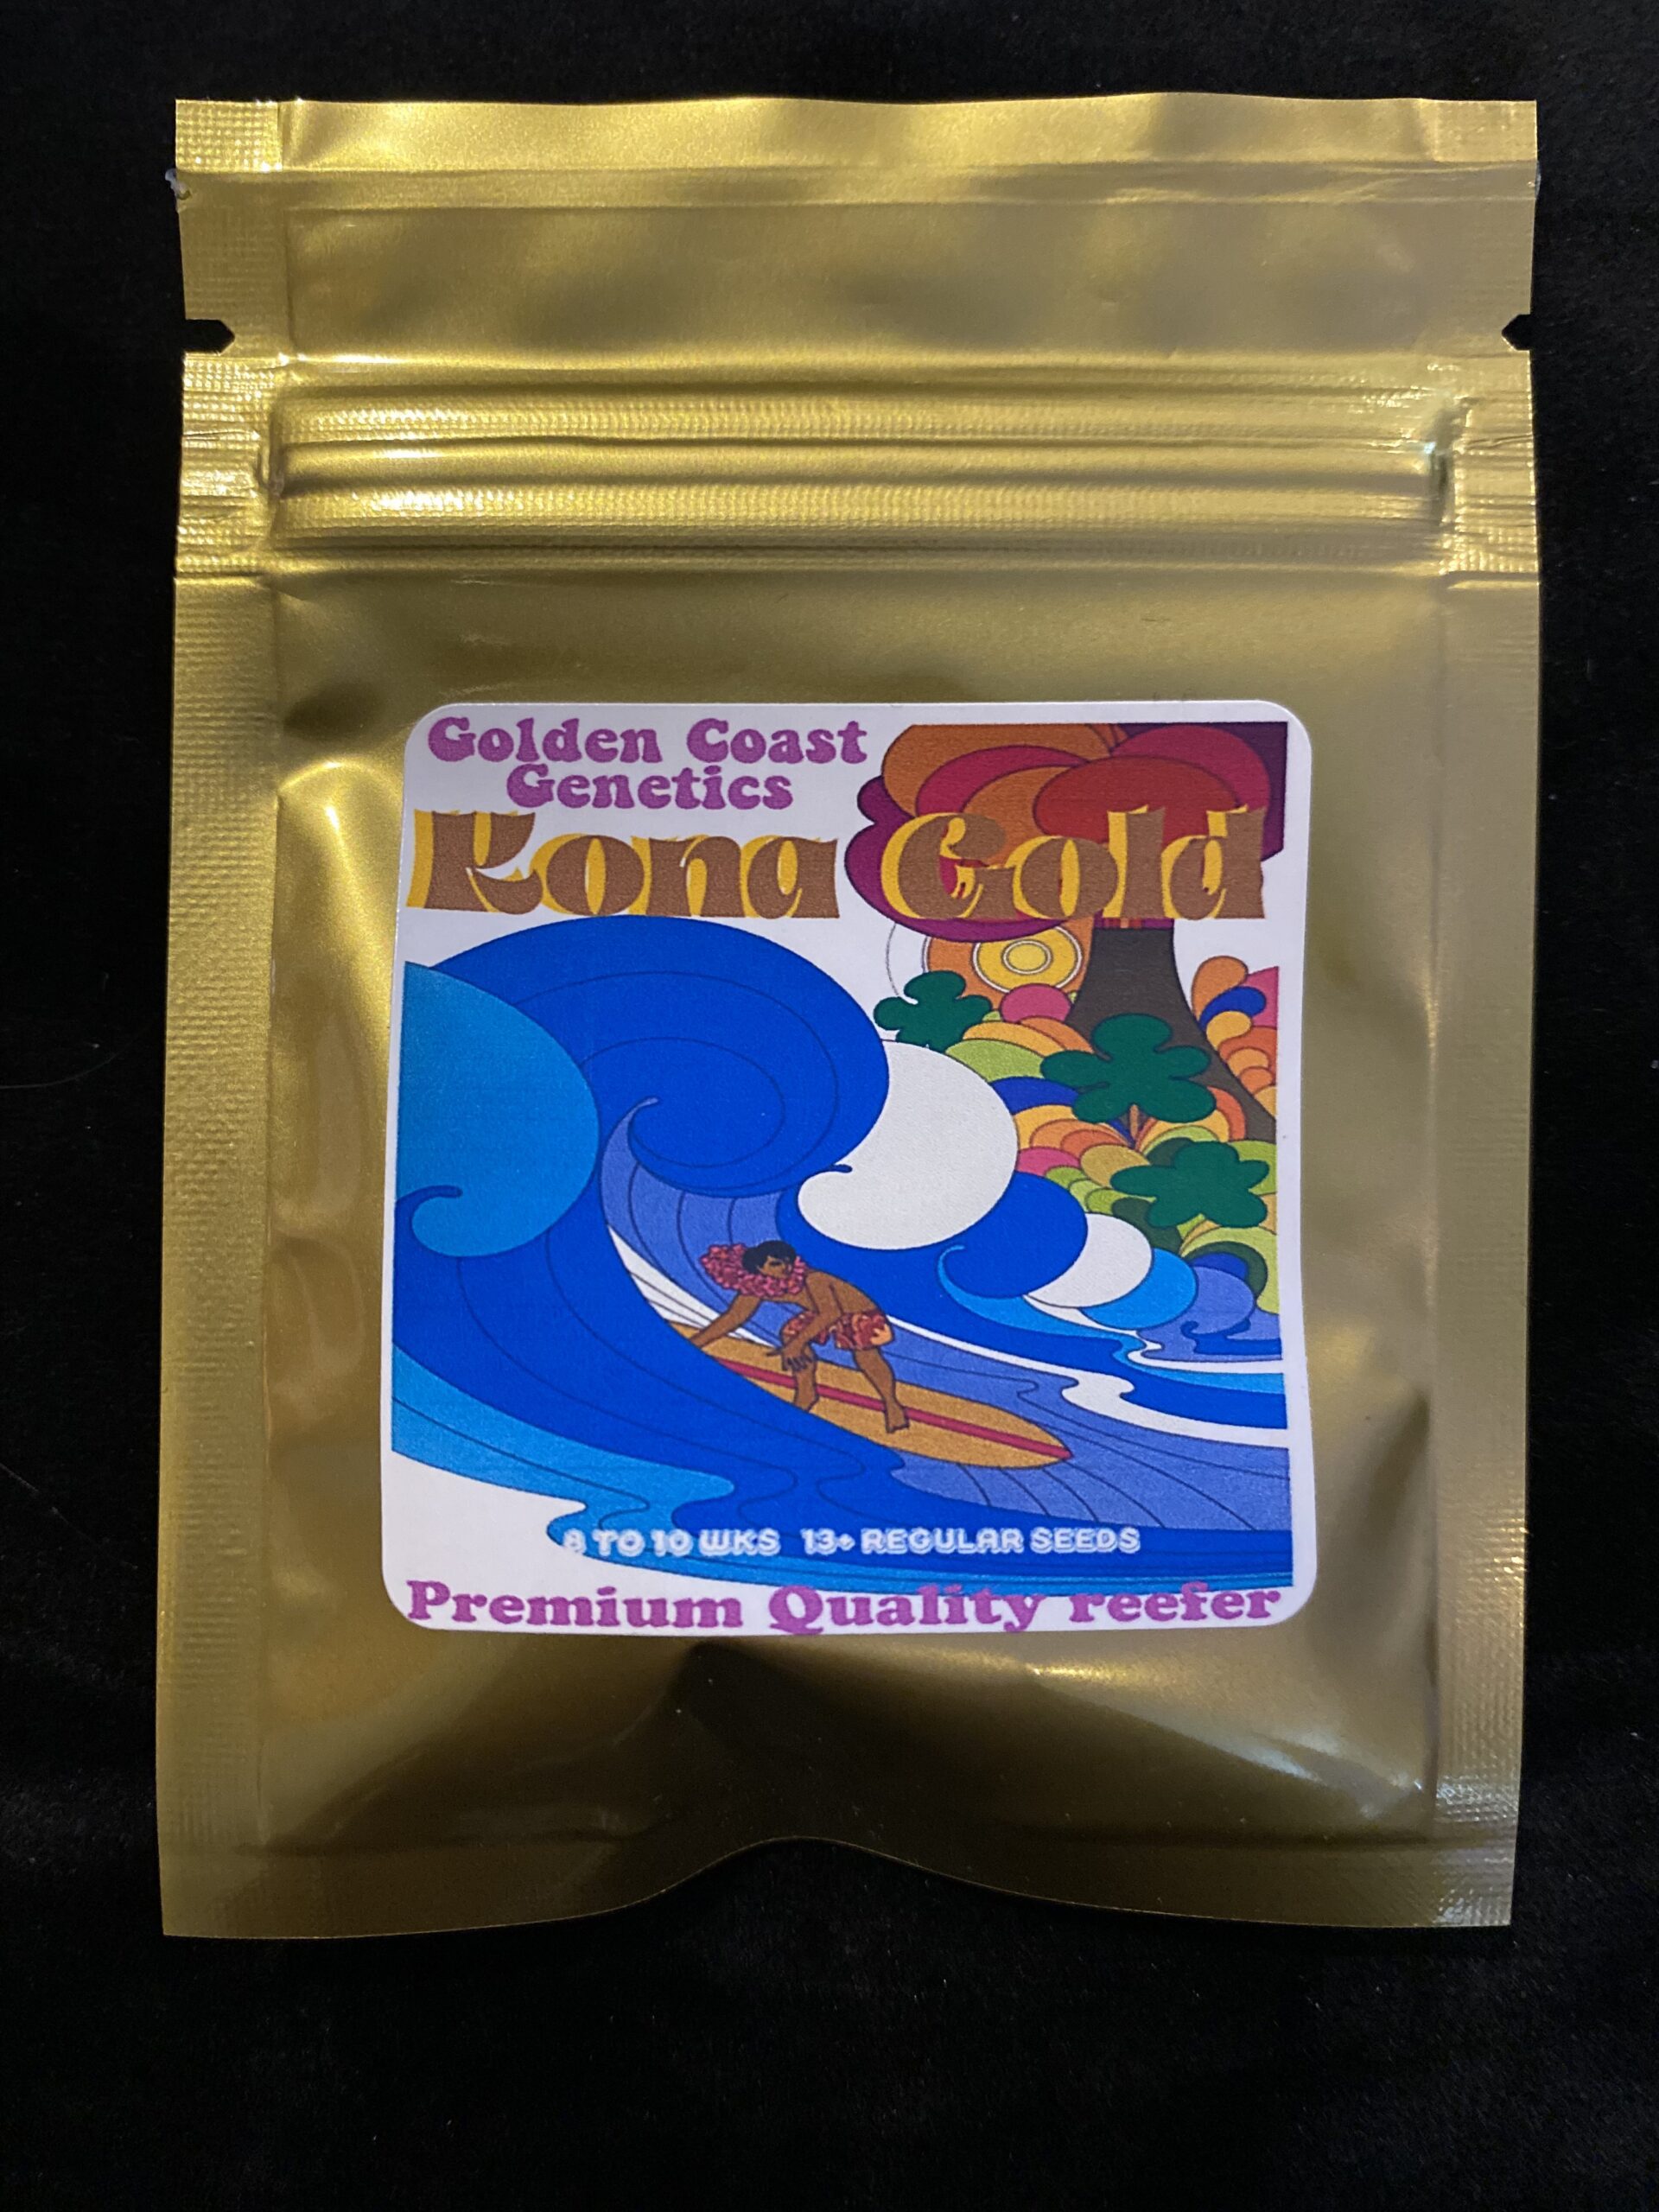 Golden Coast
Genetics
Kona Gold
8 TO 10 WKS 13+ REGULAR SEEDS
Premium Quality reefer